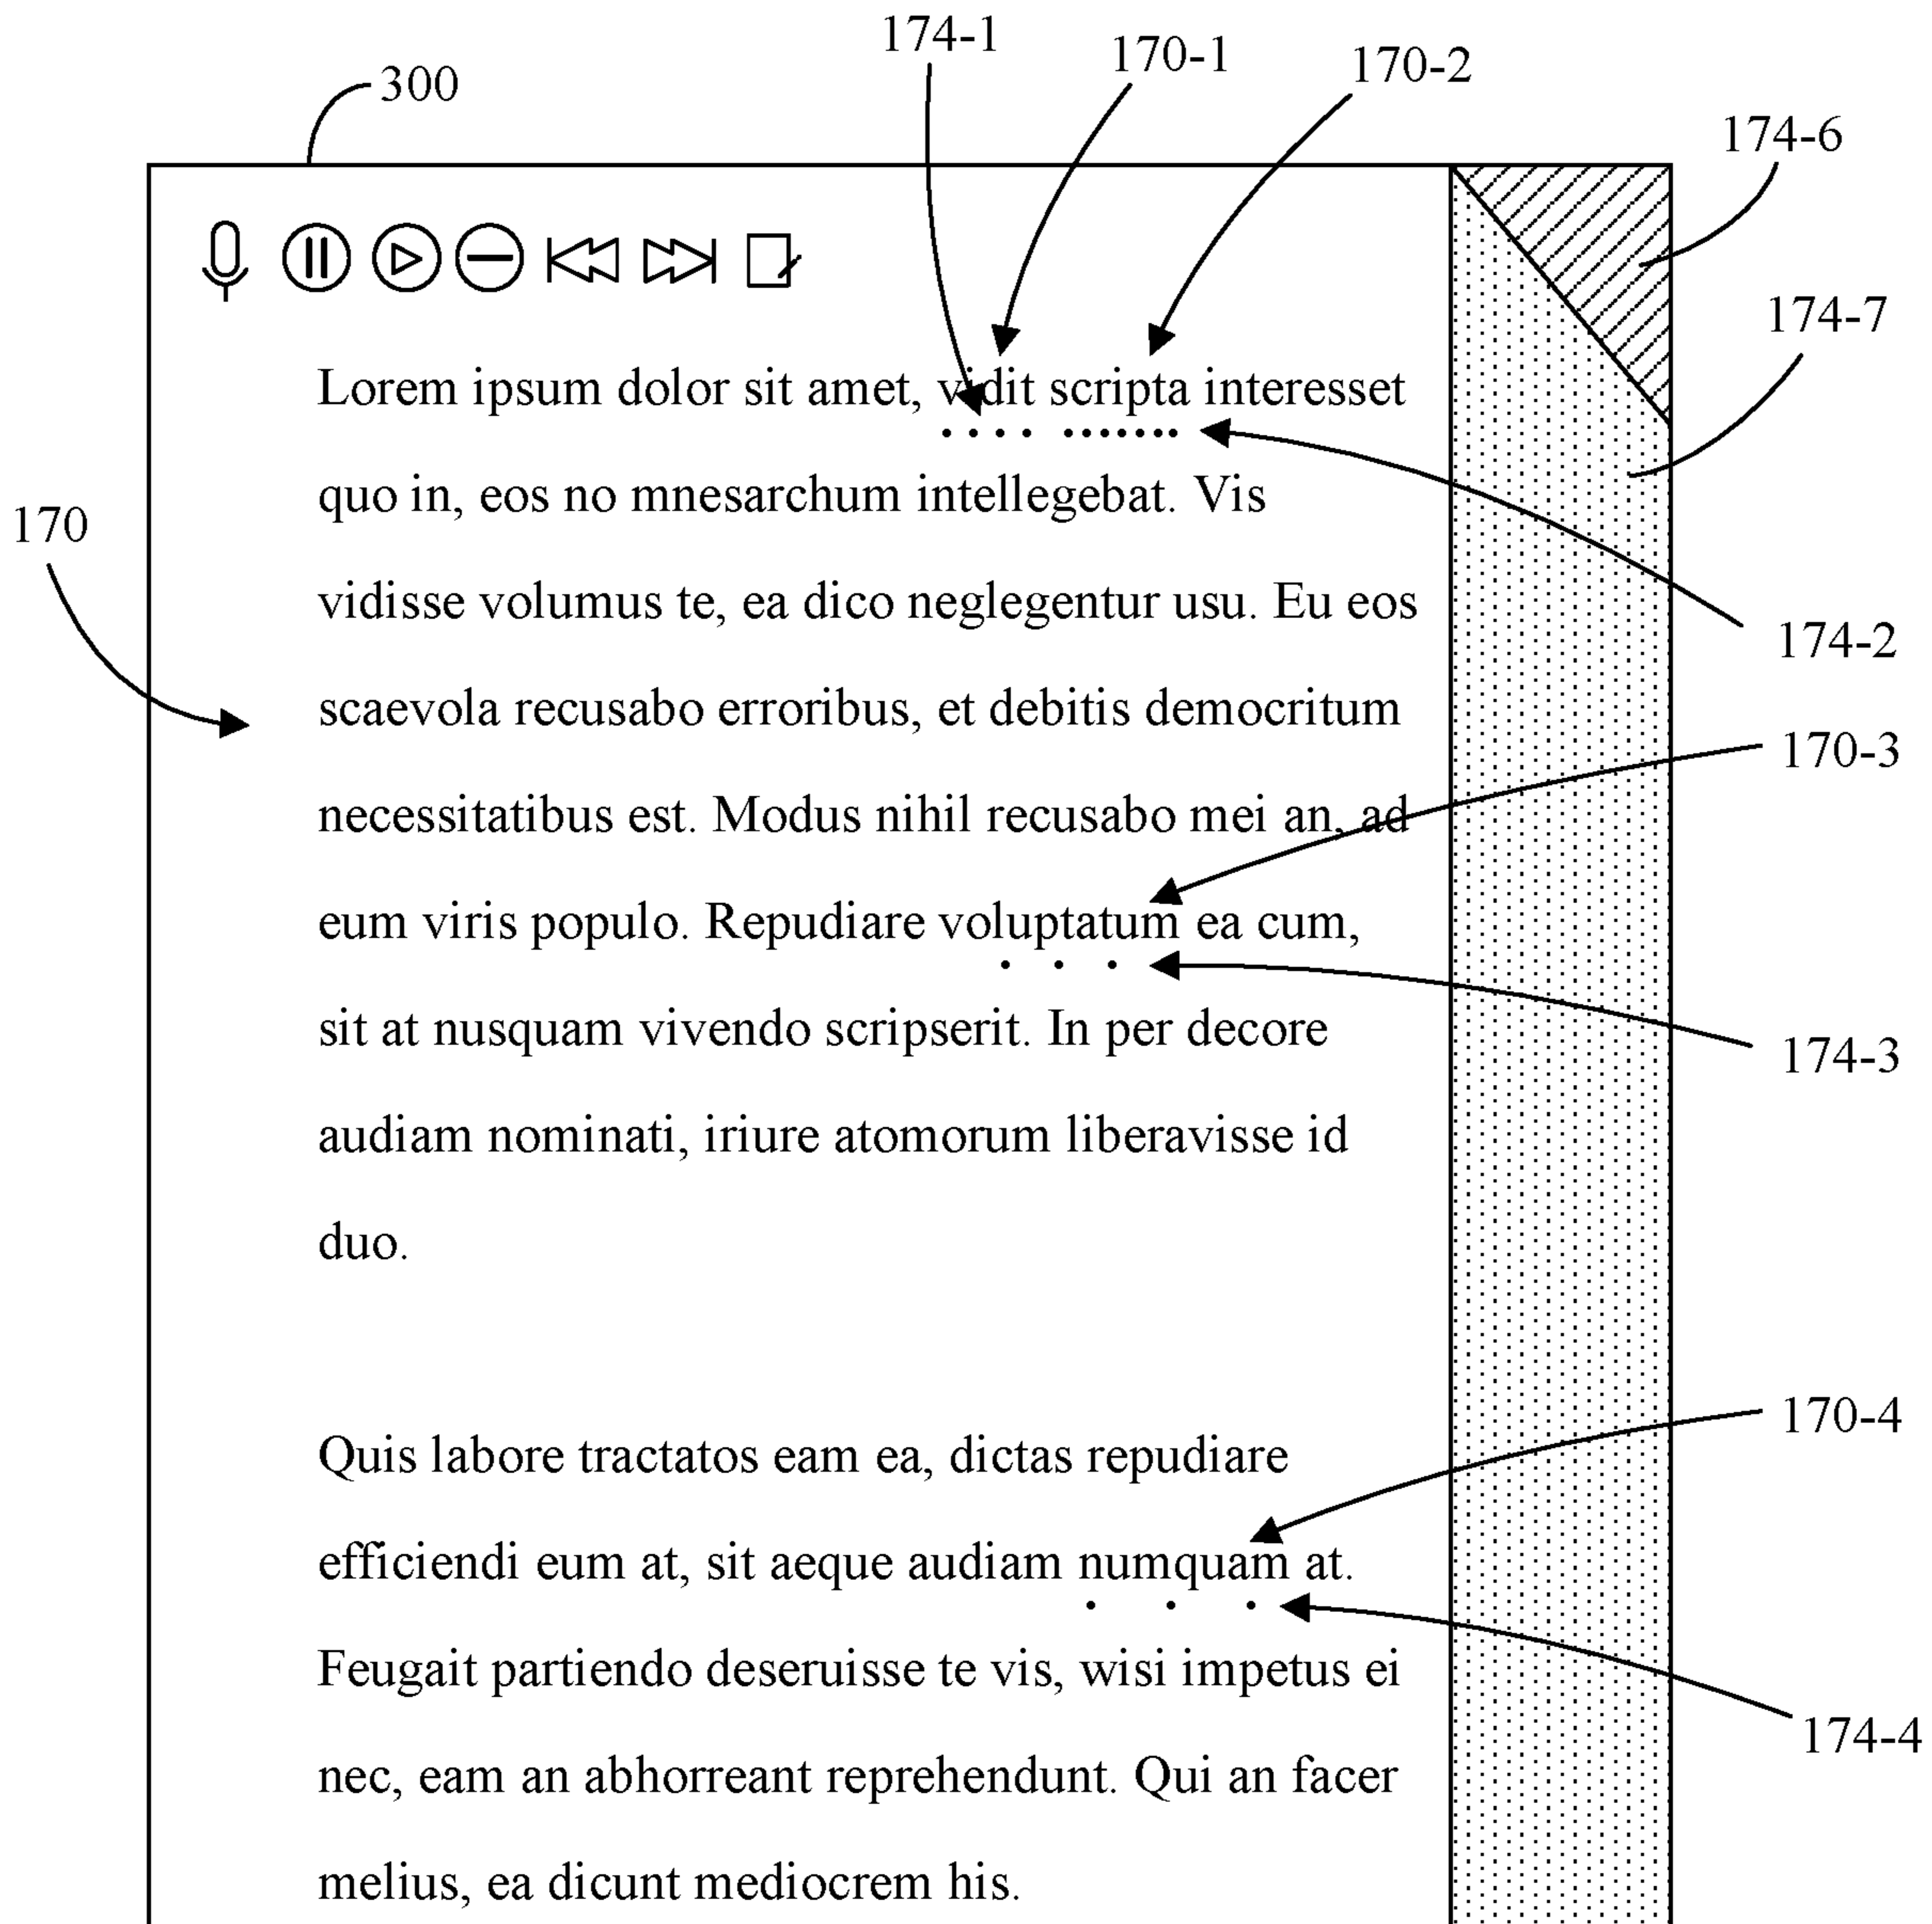 174-1
170-1
170-2
300
174-6
174-7
Lorem ipsum dolor sit amet, vidit scripta interesset
quo in, eos no mnesarchum intellegebat. Vis
170
vidisse volumus te, ea dico neglegentur usu. Eu eos
174-2
scaevola recusabo erroribus, et debitis democritum
170-3
necessitatibus est. Modus nihil recusabo mei an, ad
eum viris populo. Repudiare voluptatum ea cum,
sit at nusquam vivendo scripserit. In per decore
174-3
audiam nominati, iriure atomorum liberavisse id
duo.
170-4
Quis labore tractatos eam ea, dictas repudiare
efficiendi eum at, sit aeque audiam numquam at.
Feugait partiendo deseruisse te vis, wisi impetus ei
174-4
nec, eam an abhorreant reprehendunt. Qui an facer
melius, ea dicunt mediocrem his.